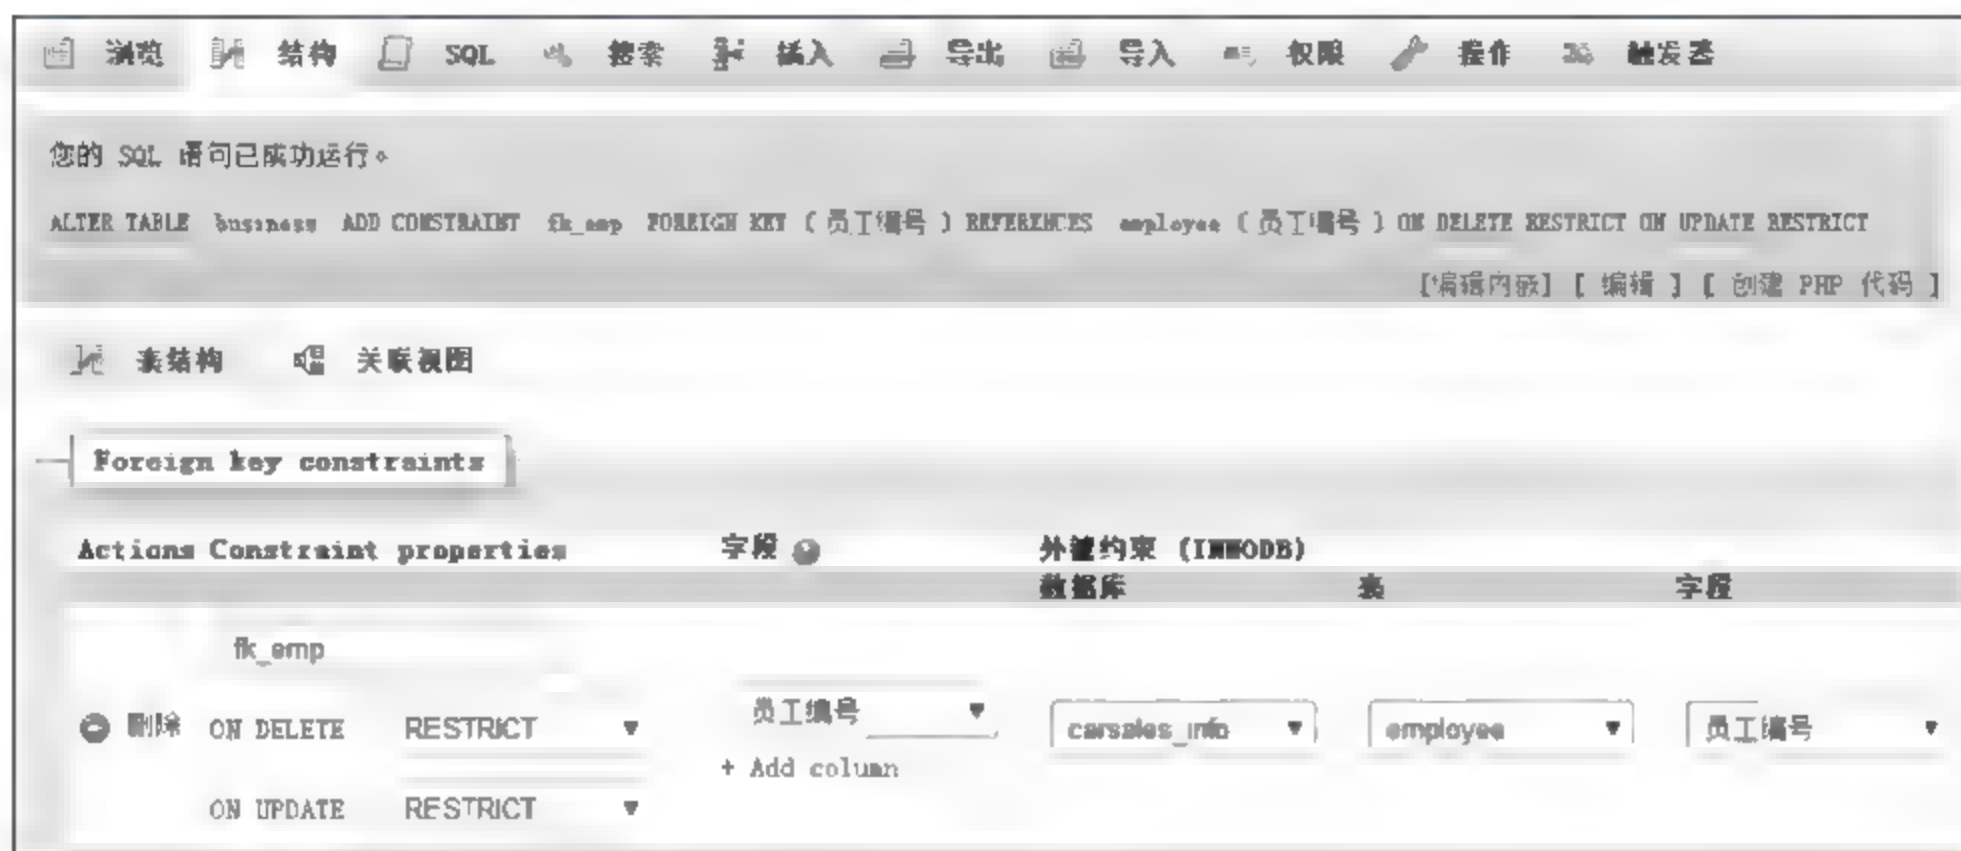 浏览 结构 SQL 搜索 插入 导出 导入 权限 操作 触发器
您的 SQL 语句已成功运行。
ALTER TABLE business ADD CONSTRAINT fk_emp FOREIGN KEY ( 员工编号 ) REFERENCES employee ( 员工编号 ) ON DELETE RESTRICT ON UPDATE RESTRICT
[编辑内嵌] [ 编辑 ] [ 创建 PHP 代码 ]
表结构 关联视图
Foreign key constraints
Actions Constraint properties 字段 外键约束 (INNODB)
数据库 表 字段
fk_emp
删除 ON DELETE RESTRICT 员工编号 carsales_info employee 员工编号
+ Add column
ON UPDATE RESTRICT